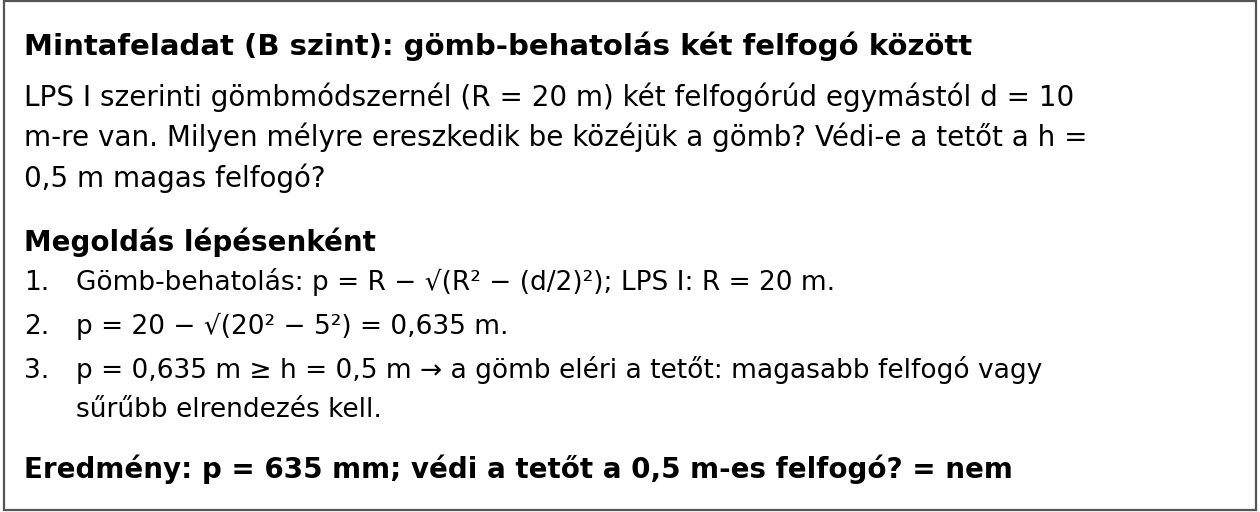 Mintafeladat (B szint): gömb-behatolás két felfogó között
LPS I szerinti gömbmódszernél (R = 20 m) két felfogórúd egymástól d = 10
m-re van. Milyen mélyre ereszkedik be közéjük a gömb? Védi-e a tetőt a h =
0,5 m magas felfogó?
Megoldás lépésenként
1. Gömb-behatolás: p = R − √(R² − (d/2)²); LPS I: R = 20 m.
2. p = 20 − √(20² − 5²) = 0,635 m.
3. p = 0,635 m ≥ h = 0,5 m → a gömb eléri a tetőt: magasabb felfogó vagy
sűrűbb elrendezés kell.
Eredmény: p = 635 mm; védi a tetőt a 0,5 m-es felfogó? = nem